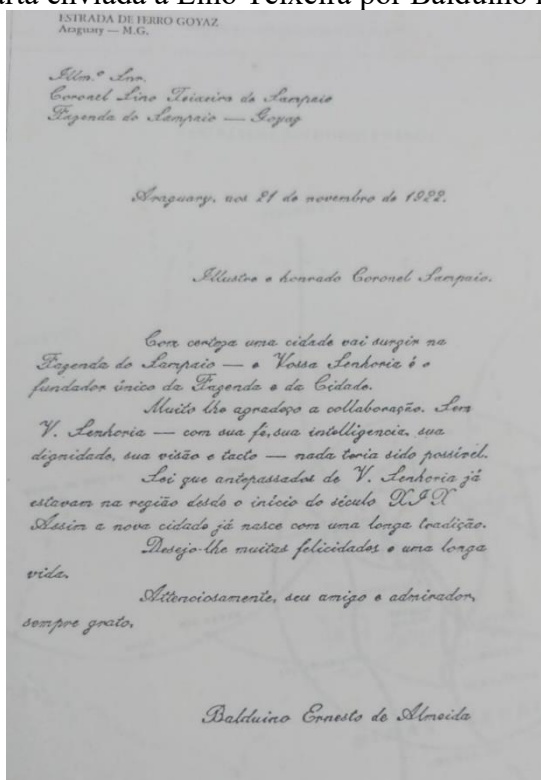 arta enviada a Lino Teixeira por Balduino
ESTRADA DE FERRO GOYAZ
Araguary — M.G.
Illm.º Snr.
Coronel Lino Teixeira de Sampaio
Fazenda do Sampaio — Goyaz
Araguary, aos 21 de novembro de 1922.
Illustre e honrado Coronel Sampaio.
Com certeza uma cidade vai surgir na
Fazenda do Sampaio — e Vossa Senhoria é o
fundador único da Fazenda e da Cidade.
Muito lhe agradeço a collaboração. Sem
V. Senhoria — com sua fé, sua intelligencia, sua
dignidade, sua visão e tacto — nada teria sido possível.
Sei que antepassados de V. Senhoria já
estavam na região desde o início do século XIX
Assim a nova cidade já nasce com uma longa tradição.
Desejo-lhe muitas felicidades e uma longa
vida.
Attenciosamente, seu amigo e admirador,
sempre grato,
Balduino Ernesto de Almeida